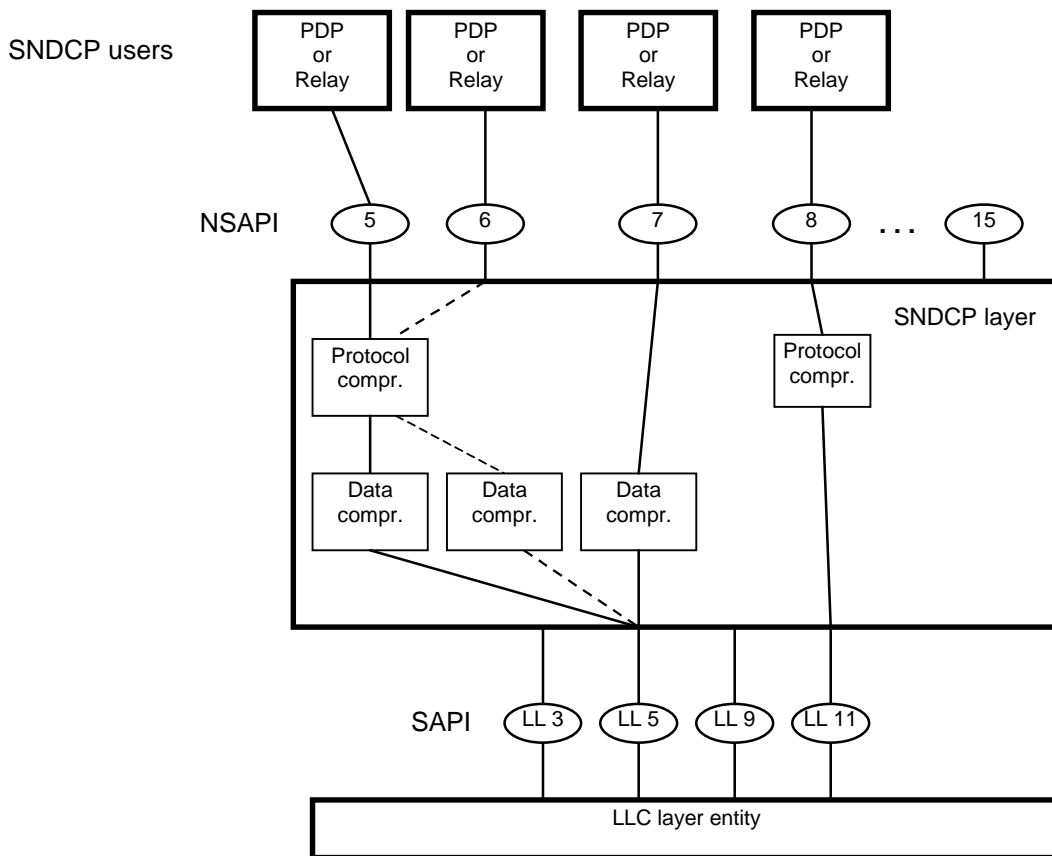 SNDCP users
PDP
or
Relay
PDP
or
Relay
PDP
or
Relay
PDP
or
Relay
NSAPI
5
6
7
8
. . .
15
SNDCP layer
Protocol
compr.
Protocol
compr.
Data
compr.
Data
compr.
Data
compr.
SAPI
LL 3
LL 5
LL 9
LL 11
LLC layer entity